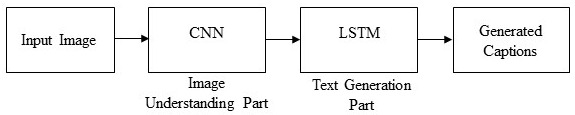 Input Image
CNN
Image
Understanding Part
LSTM
Text Generation
Part
Generated
Captions